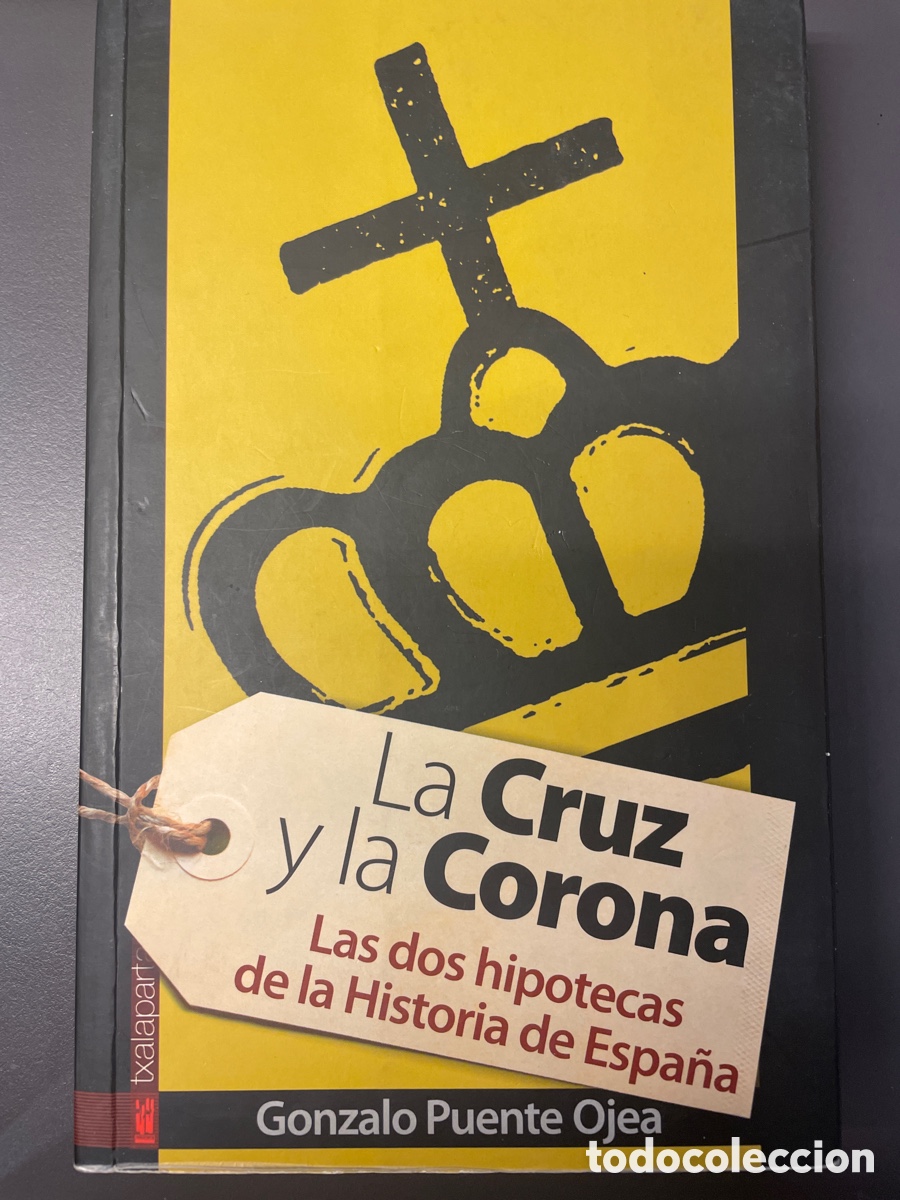 La Cruz
y la Corona
Las dos hipotecas
de la Historia de España
txalaparta
Gonzalo Puente Ojea
todocoleccion